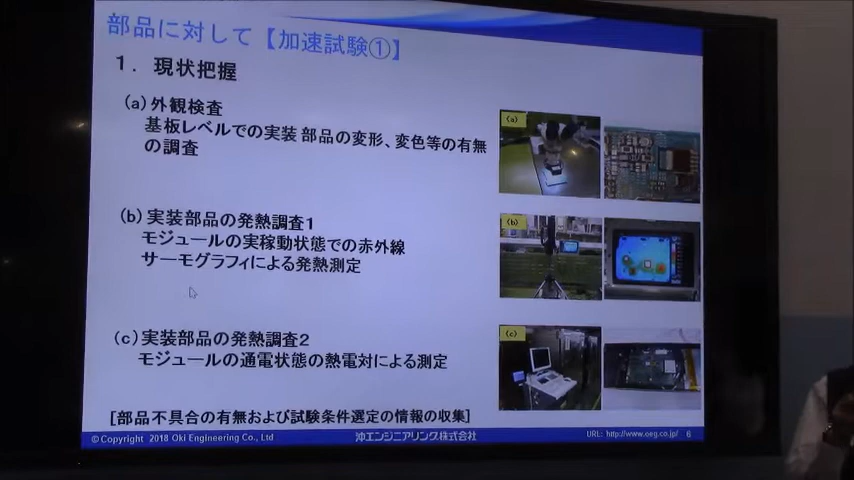 部品に対して【加速試験①】
1．現状把握
(a)外観検査
基板レベルでの実装部品の変形、変色等の有無
の調査
(b)実装部品の発熱調査1
モジュールの実稼動状態での赤外線
サーモグラフィによる発熱測定
(c)実装部品の発熱調査2
モジュールの通電状態の熱電対による測定
[部品不具合の有無および試験条件選定の情報の収集]
(a)
(b)
(c)
©Copyright 2018 Oki Engineering Co., Ltd
沖エンジニアリング株式会社
URL: http://www.oeg.co.jp/ 6